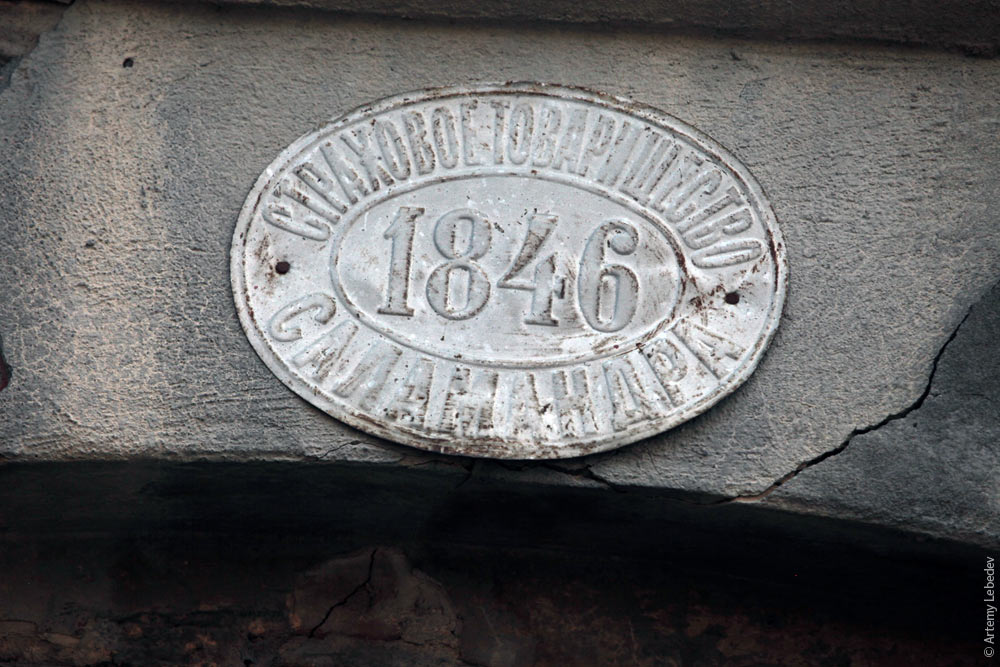 СТРАХОВОЕ ТОВАРИЩЕСТВО
1846
САЛАМАНДРА
© Artemy Lebedev